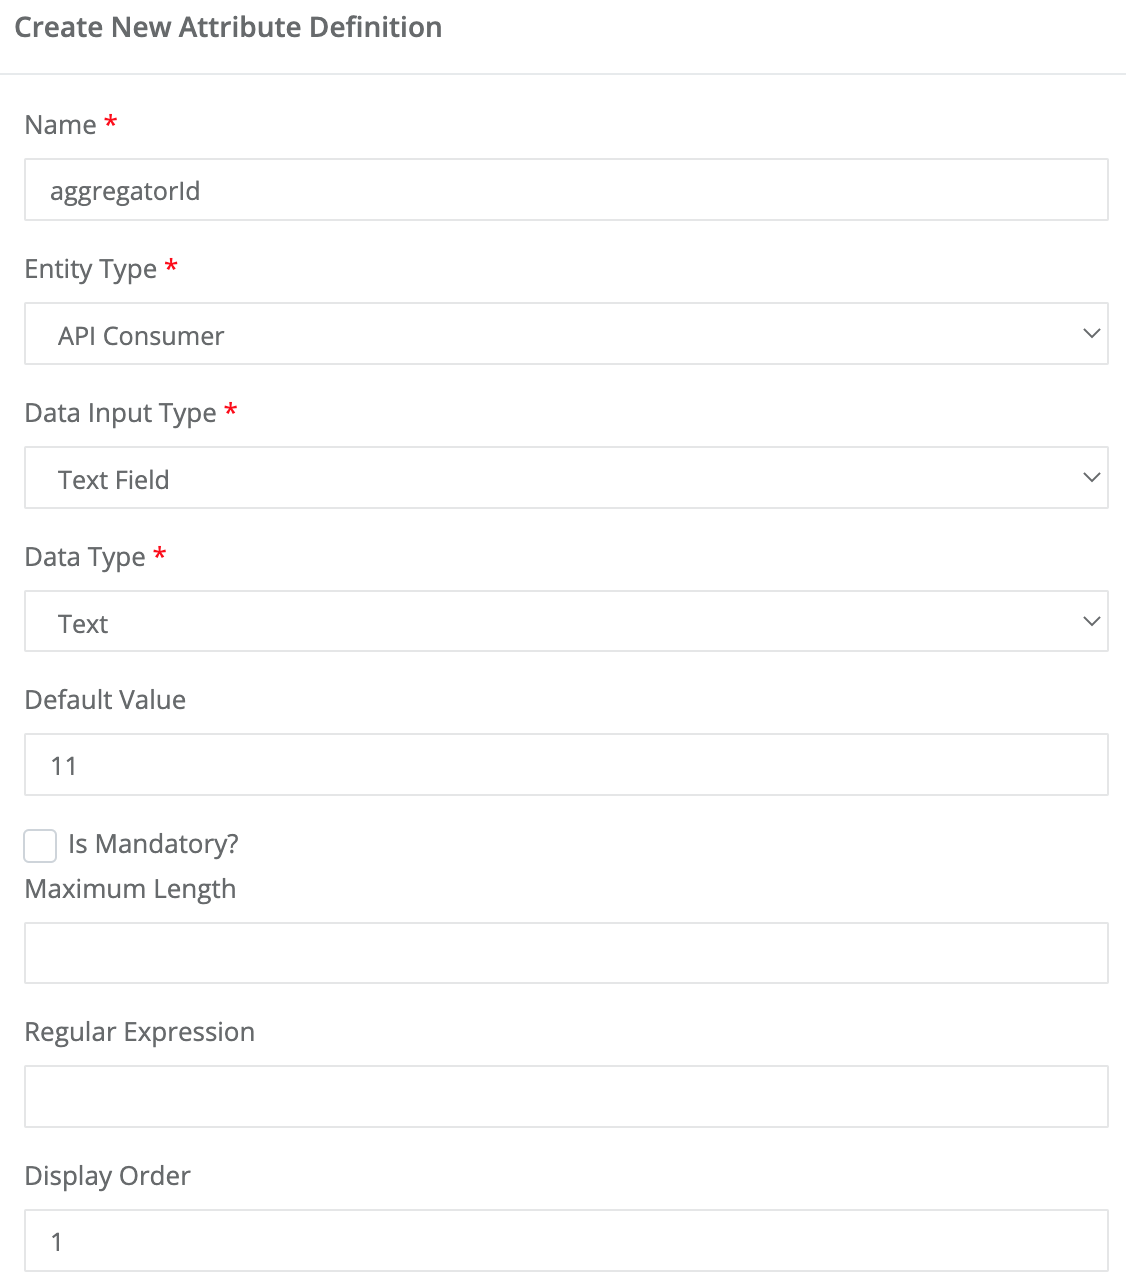 Create New Attribute Definition
Name *
aggregatorId
Entity Type *
API Consumer
Data Input Type *
Text Field
Data Type *
Text
Default Value
11
Is Mandatory?
Maximum Length
Regular Expression
Display Order
1